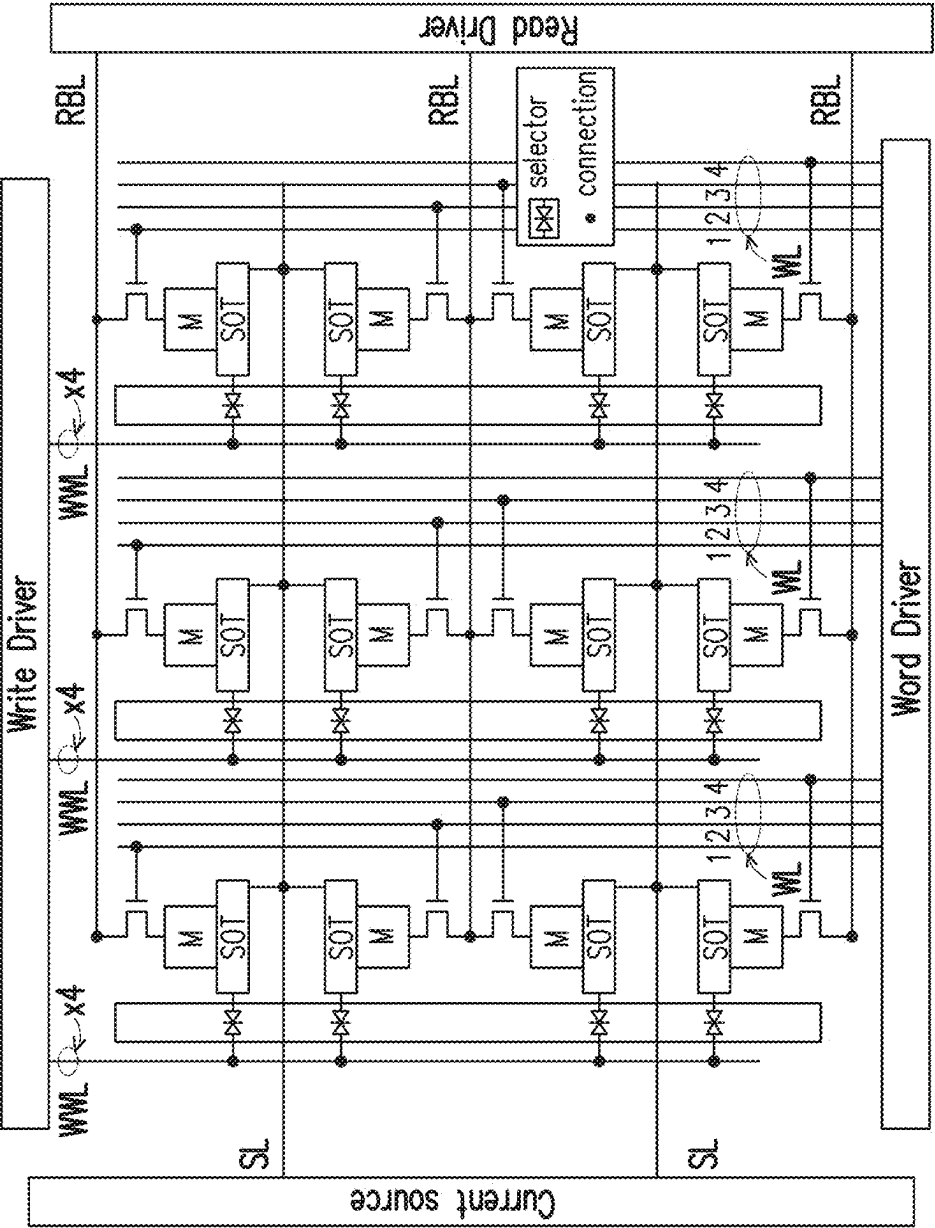 Read Driver
RBL
RBL
RBL
selector
connection
1 2 3 4
WL
M
SOT
SOT
M
M
SOT
SOT
M
WWL
x4
Write Driver
Word Driver
1 2 3 4
WL
M
SOT
SOT
M
M
SOT
SOT
M
WWL
x4
1 2 3 4
WL
M
SOT
SOT
M
M
SOT
SOT
M
WWL
x4
SL
SL
Current source